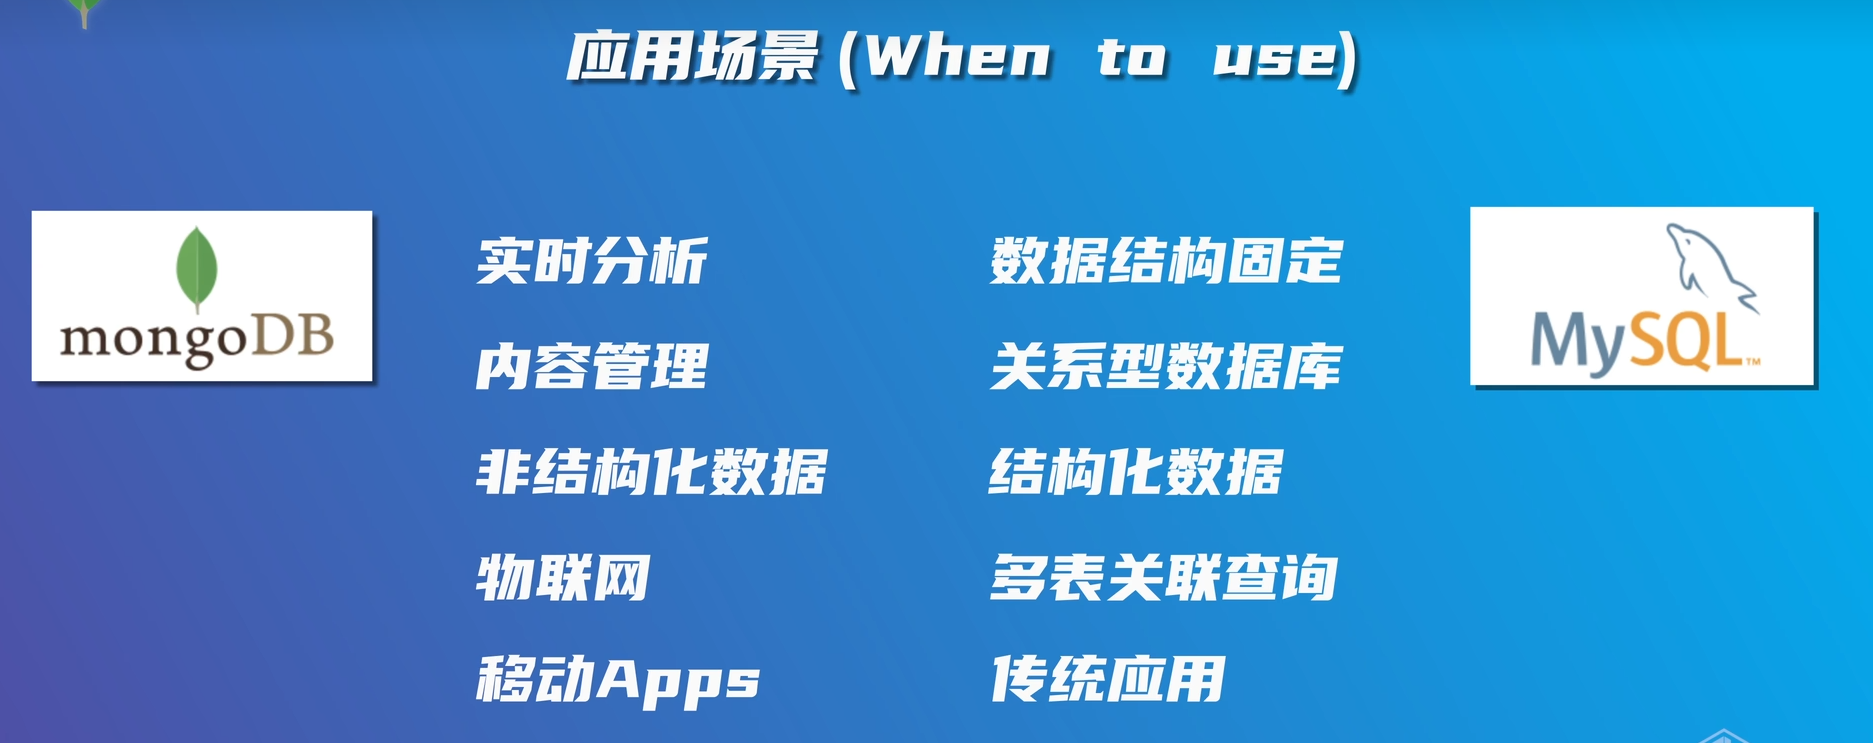 应用场景(When to use)
mongoDB
实时分析
内容管理
非结构化数据
物联网
移动Apps
数据结构固定
关系型数据库
结构化数据
多表关联查询
传统应用
MySQL™